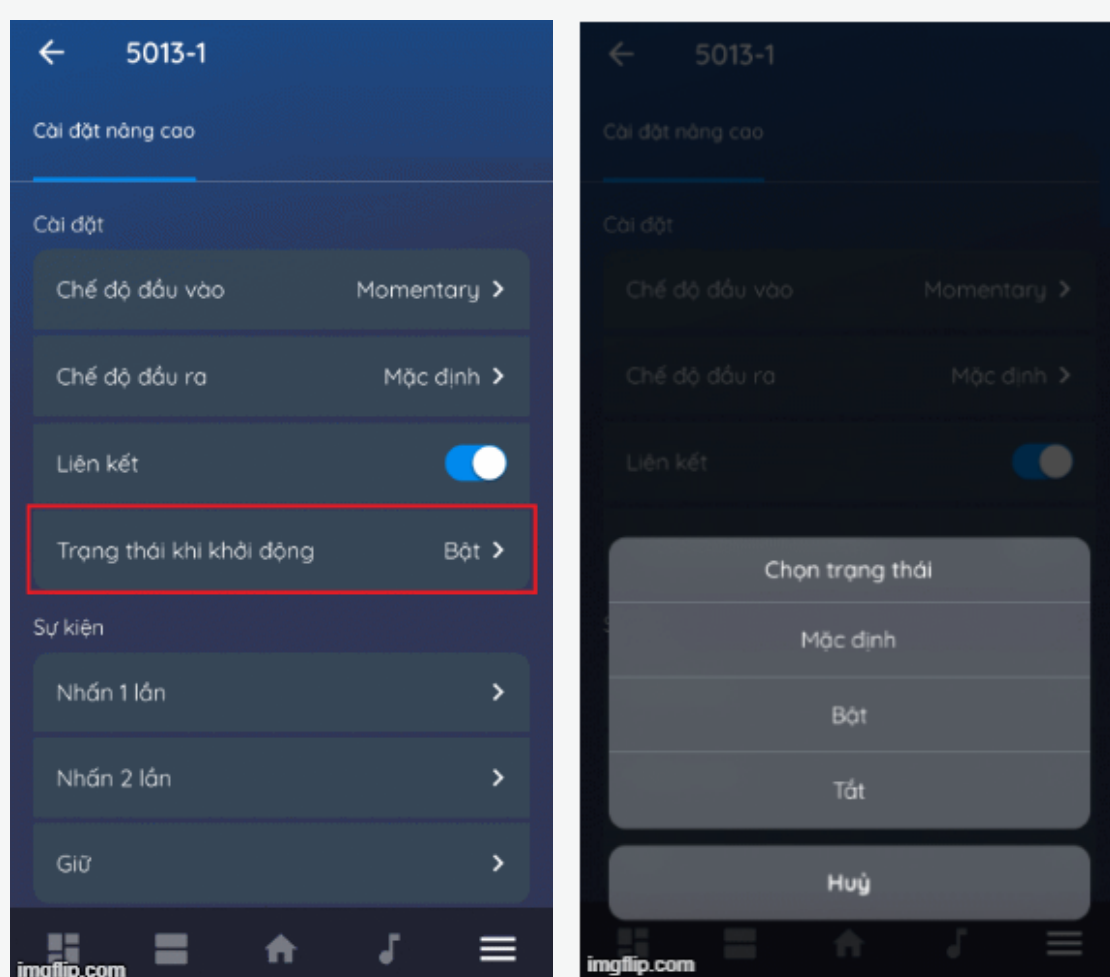 5013-1
Cài đặt nâng cao
Cài đặt
Chế độ đầu vào Momentary
Chế độ đầu ra Mặc định
Liên kết
Trạng thái khi khởi động Bật
Sự kiện
Nhấn 1 lần
Nhấn 2 lần
Giữ
imgflip.com
5013-1
Cài đặt nâng cao
Cài đặt
Chế độ đầu vào Momentary
Chế độ đầu ra Mặc định
Liên kết
Chọn trạng thái
Mặc định
Bật
Tắt
Huỷ
imgflip.com